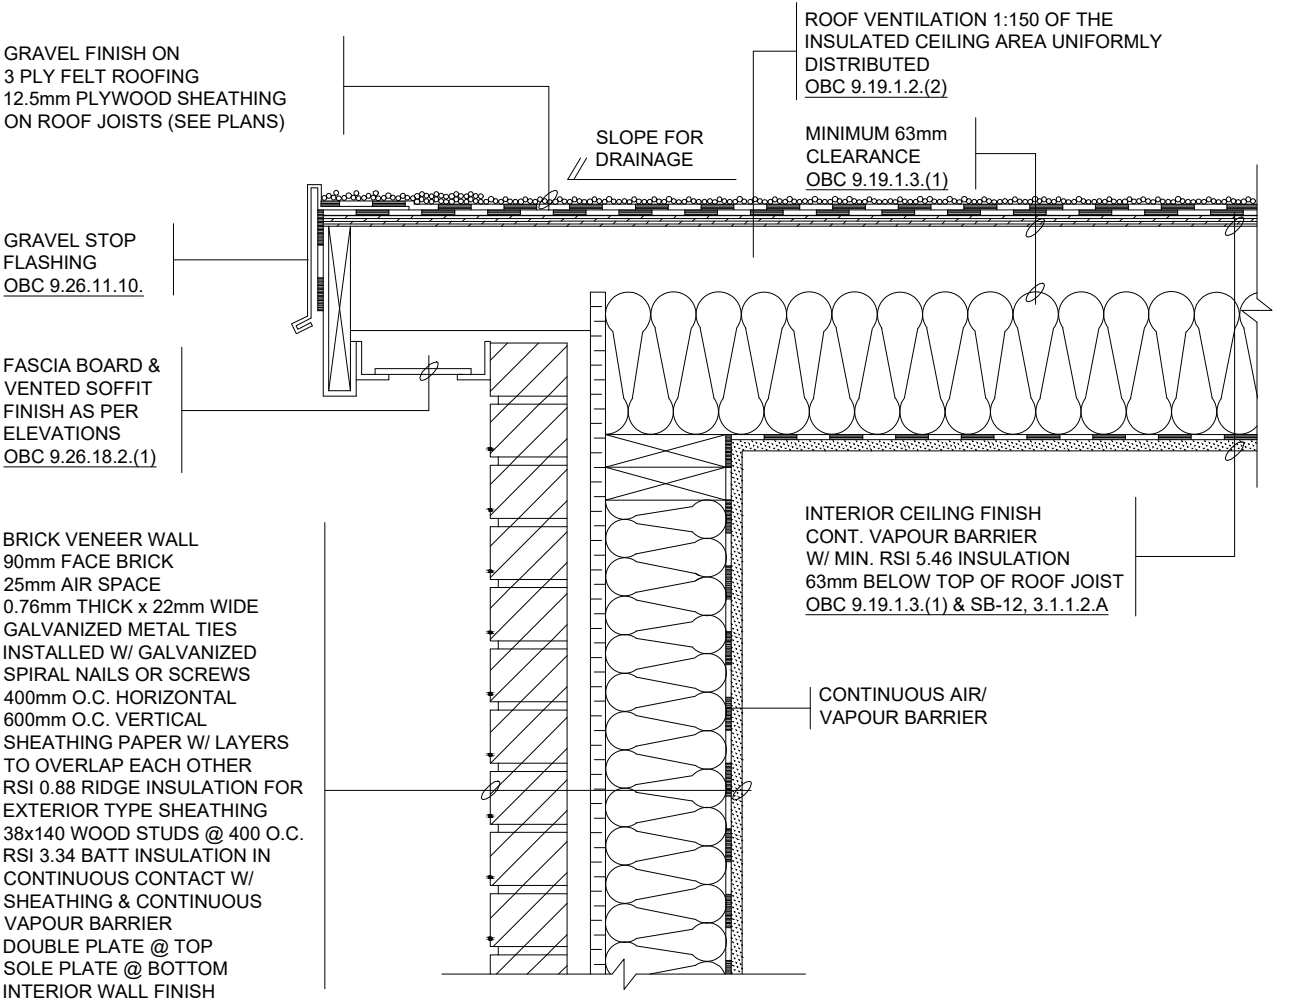 GRAVEL FINISH ON
3 PLY FELT ROOFING
12.5mm PLYWOOD SHEATHING
ON ROOF JOISTS (SEE PLANS)
ROOF VENTILATION 1:150 OF THE
INSULATED CEILING AREA UNIFORMLY
DISTRIBUTED
OBC 9.19.1.2.(2)
SLOPE FOR
DRAINAGE
MINIMUM 63mm
CLEARANCE
OBC 9.19.1.3.(1)
GRAVEL STOP
FLASHING
OBC 9.26.11.10.
FASCIA BOARD &
VENTED SOFFIT
FINISH AS PER
ELEVATIONS
OBC 9.26.18.2.(1)
INTERIOR CEILING FINISH
CONT. VAPOUR BARRIER
W/ MIN. RSI 5.46 INSULATION
63mm BELOW TOP OF ROOF JOIST
OBC 9.19.1.3.(1) & SB-12, 3.1.1.2.A
BRICK VENEER WALL
90mm FACE BRICK
25mm AIR SPACE
0.76mm THICK x 22mm WIDE
GALVANIZED METAL TIES
INSTALLED W/ GALVANIZED
SPIRAL NAILS OR SCREWS
400mm O.C. HORIZONTAL
600mm O.C. VERTICAL
SHEATHING PAPER W/ LAYERS
TO OVERLAP EACH OTHER
RSI 0.88 RIDGE INSULATION FOR
EXTERIOR TYPE SHEATHING
38x140 WOOD STUDS @ 400 O.C.
RSI 3.34 BATT INSULATION IN
CONTINUOUS CONTACT W/
SHEATHING & CONTINUOUS
VAPOUR BARRIER
DOUBLE PLATE @ TOP
SOLE PLATE @ BOTTOM
INTERIOR WALL FINISH
CONTINUOUS AIR/
VAPOUR BARRIER